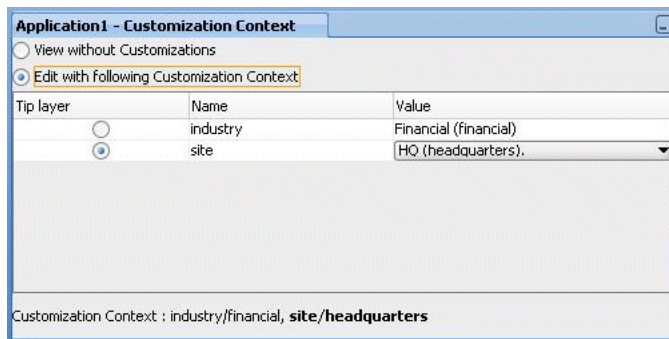 Application1 - Customization Context
View without Customizations
Edit with following Customization Context
Tip layer Name Value
industry Financial (financial)
site HQ (headquarters).
Customization Context : industry/financial, site/headquarters